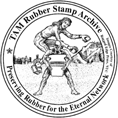 TAM Rubber Stamp Archive
Preserving Rubber for the Eternal Network